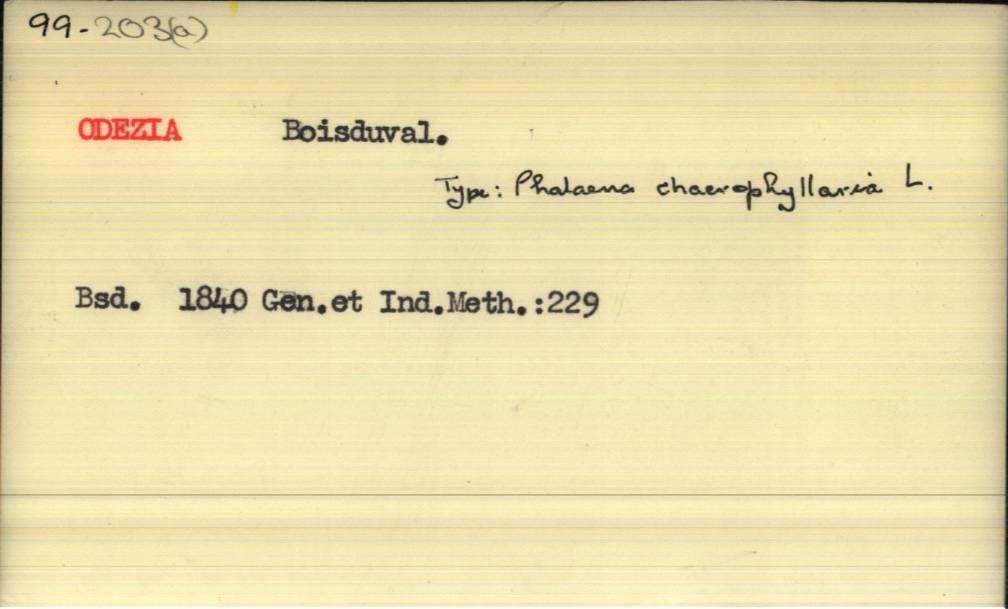 99-203(a)
ODEZIA Boisduval.
Type: Phalaena chaerophyllaria L.
Bsd. 1840 Gen.et Ind.Meth.:229